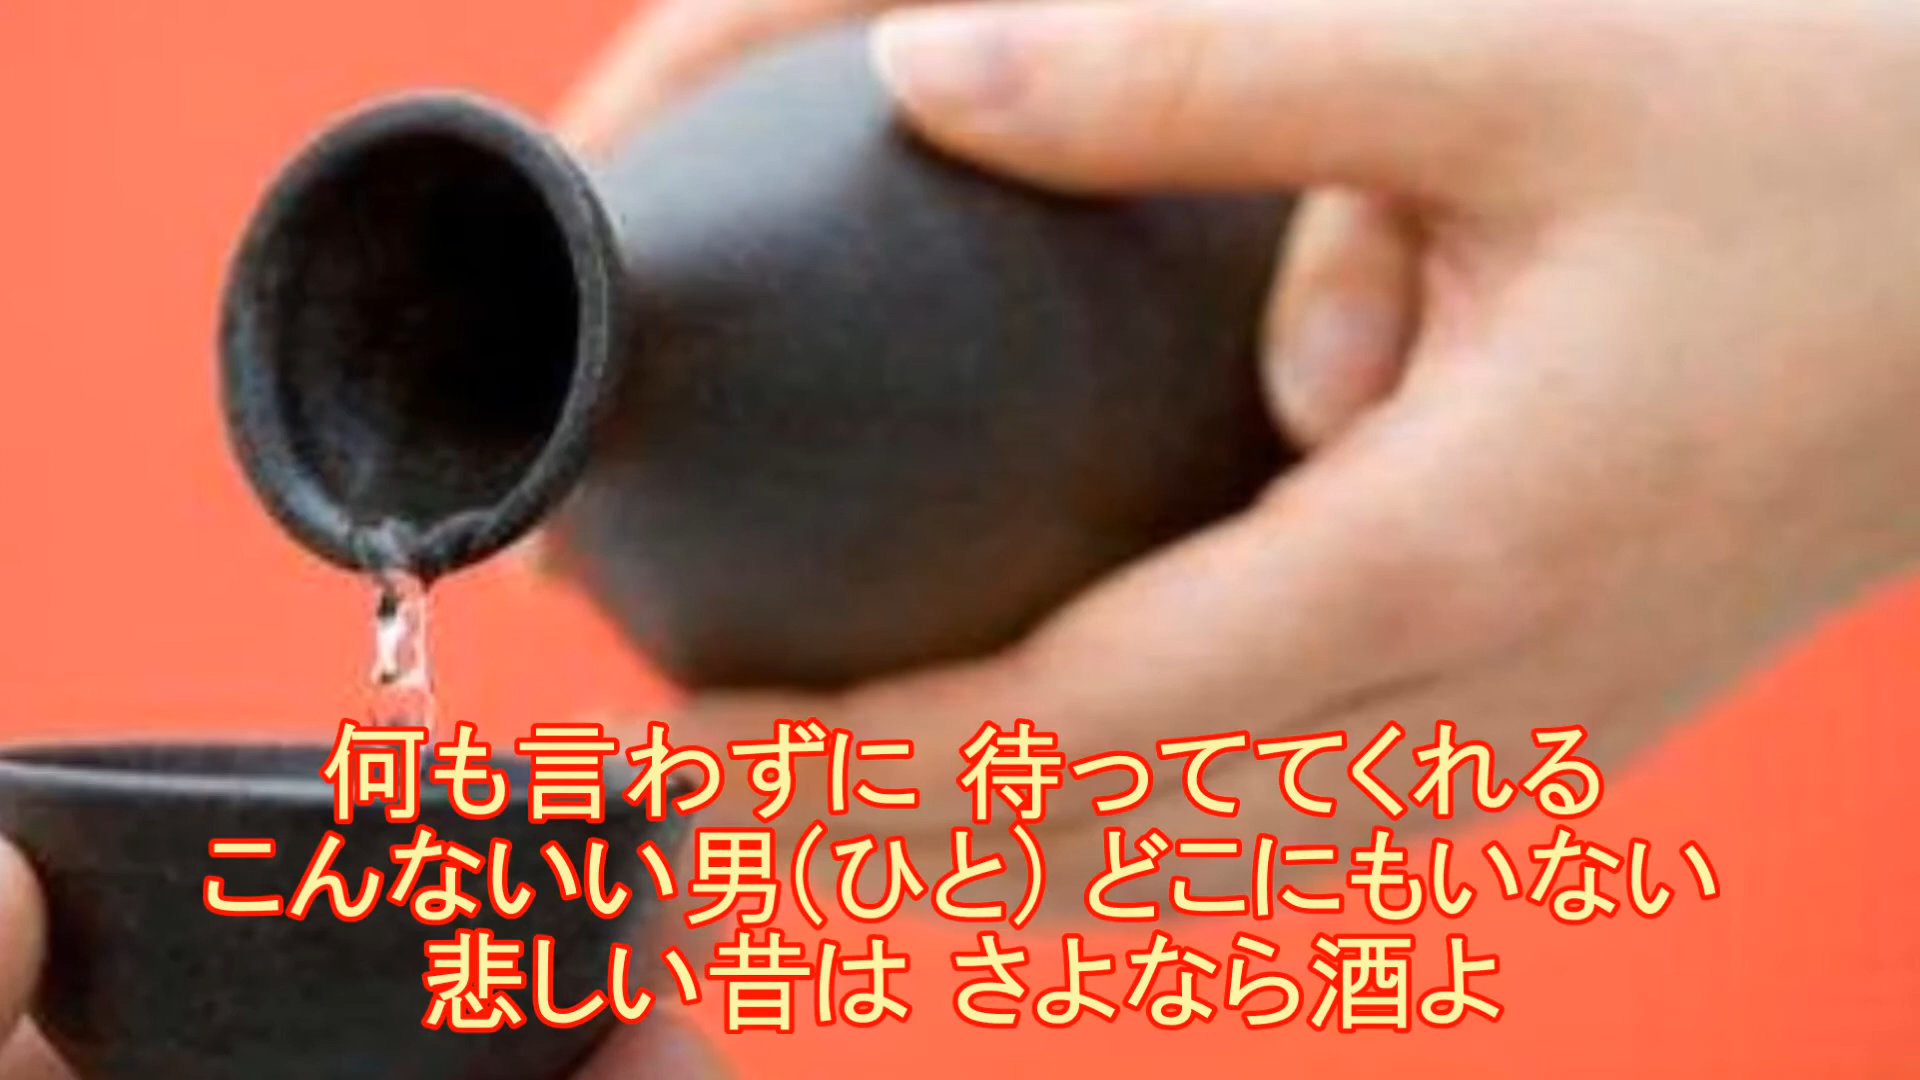 何も言わずに 待っててくれる
こんないい男(ひと) どこにもいない
悲しい昔は さよなら酒よ